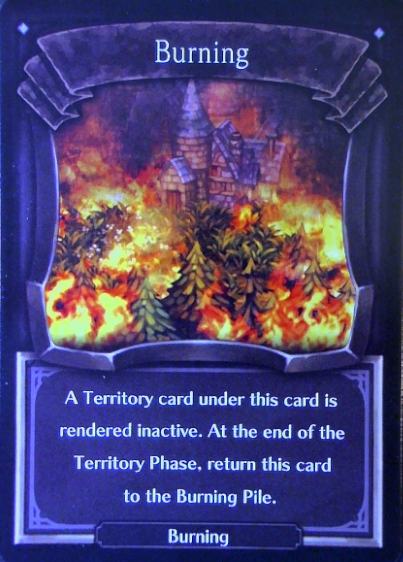 Burning
A Territory card under this card is
rendered inactive. At the end of the
Territory Phase, return this card
to the Burning Pile.
Burning